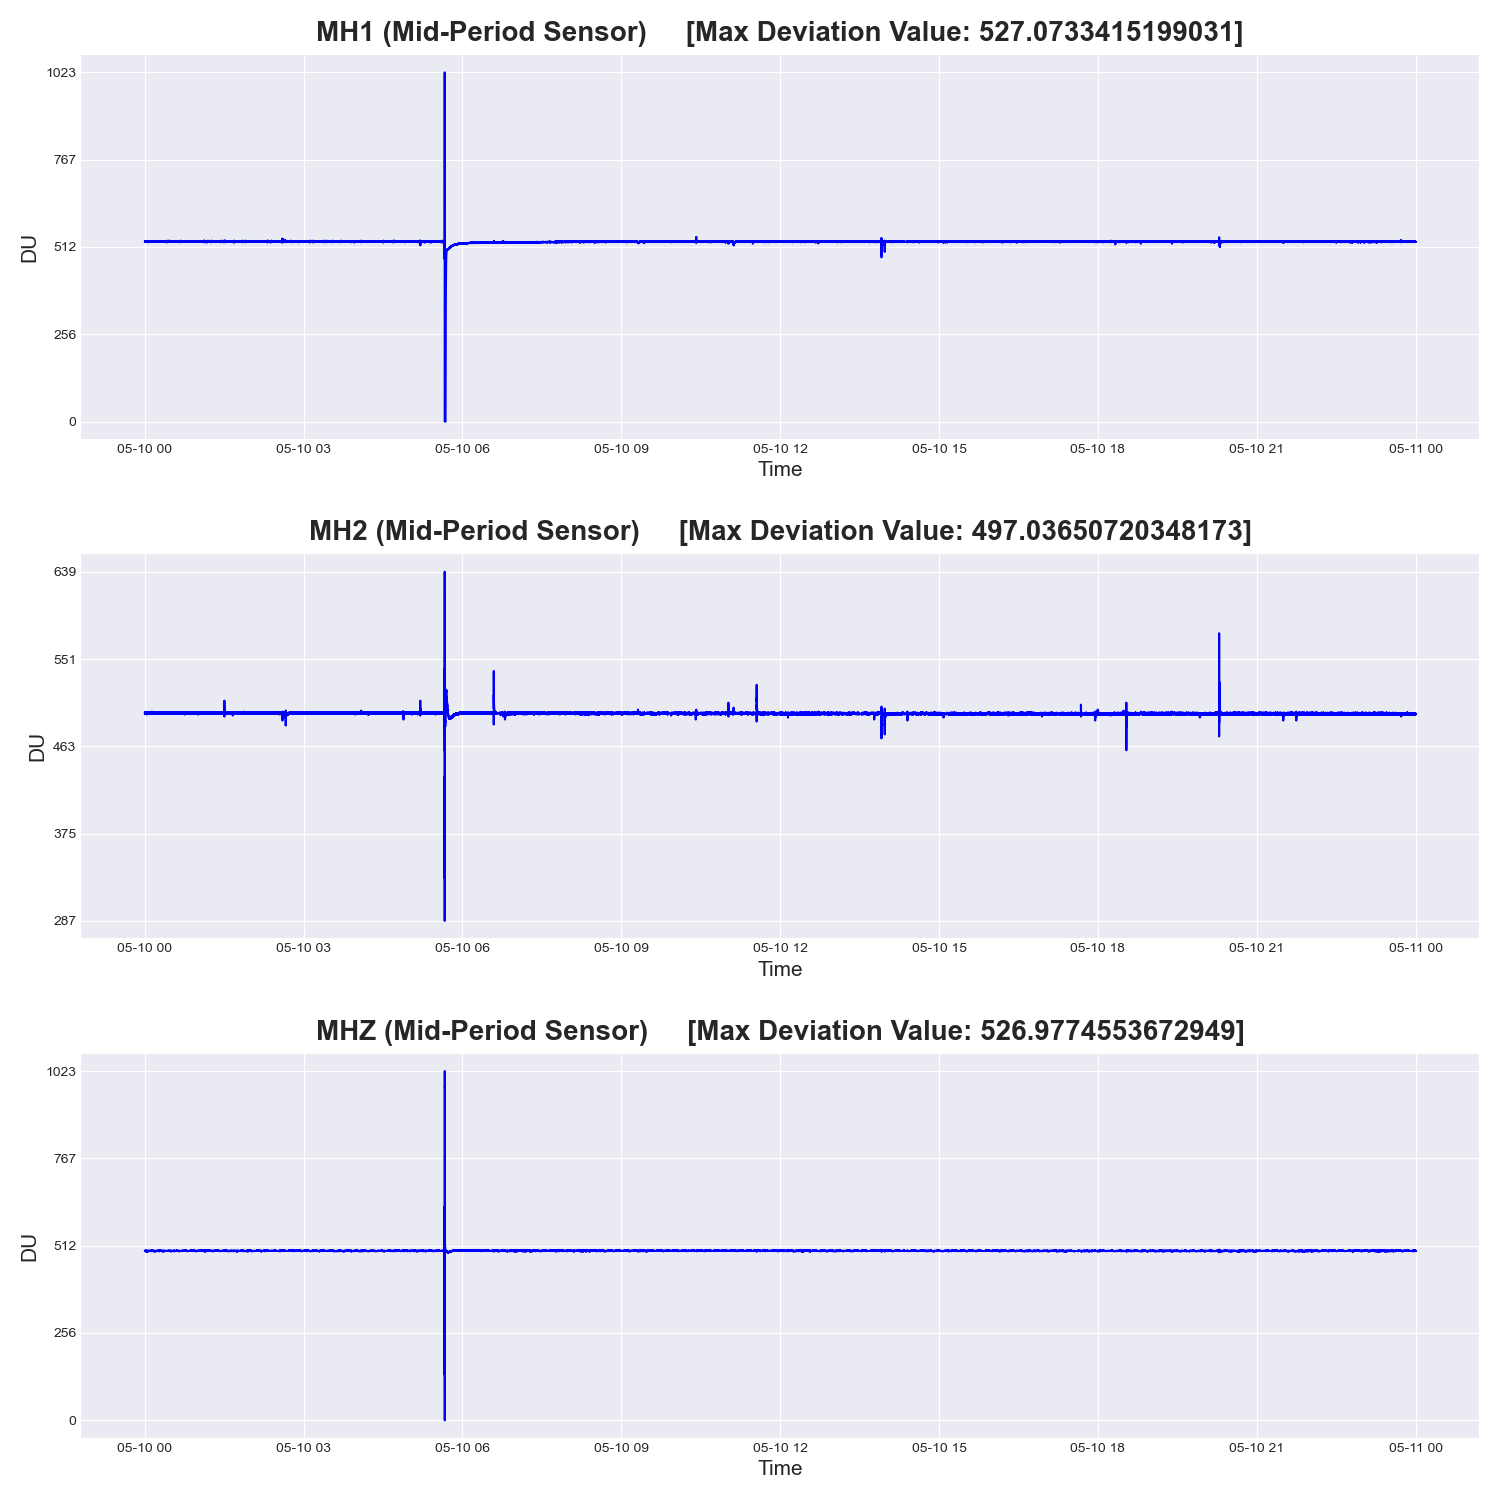 MH1 (Mid-Period Sensor)     [Max Deviation Value: 527.0733415199031]
1023
767
512
256
0
DU
05-10 00 05-10 03 05-10 06 05-10 09 05-10 12 05-10 15 05-10 18 05-10 21 05-11 00
Time
MH2 (Mid-Period Sensor)     [Max Deviation Value: 497.03650720348173]
639
551
463
375
287
DU
05-10 00 05-10 03 05-10 06 05-10 09 05-10 12 05-10 15 05-10 18 05-10 21 05-11 00
Time
MHZ (Mid-Period Sensor)     [Max Deviation Value: 526.9774553672949]
1023
767
512
256
0
DU
05-10 00 05-10 03 05-10 06 05-10 09 05-10 12 05-10 15 05-10 18 05-10 21 05-11 00
Time